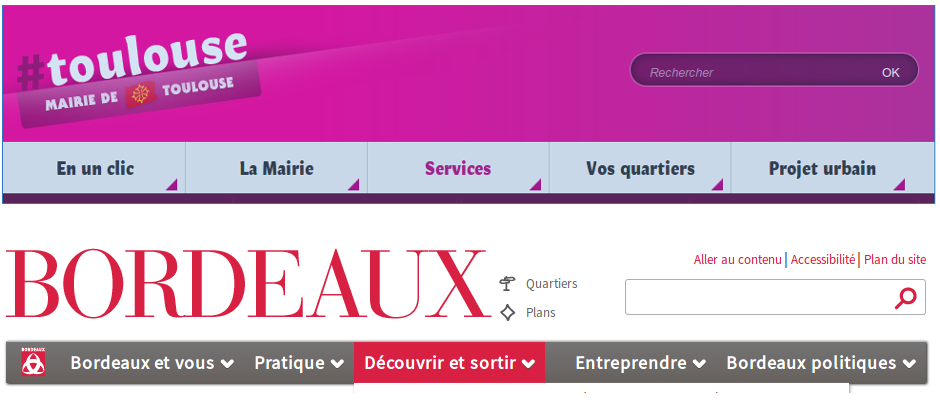 #toulouse
MAIRIE DE TOULOUSE
Rechercher OK
En un clic La Mairie Services Vos quartiers Projet urbain
BORDEAUX
Aller au contenu | Accessibilité | Plan du site
Quartiers
Plans
BORDEAUX
Bordeaux et vous Pratique Découvrir et sortir Entreprendre Bordeaux politiques